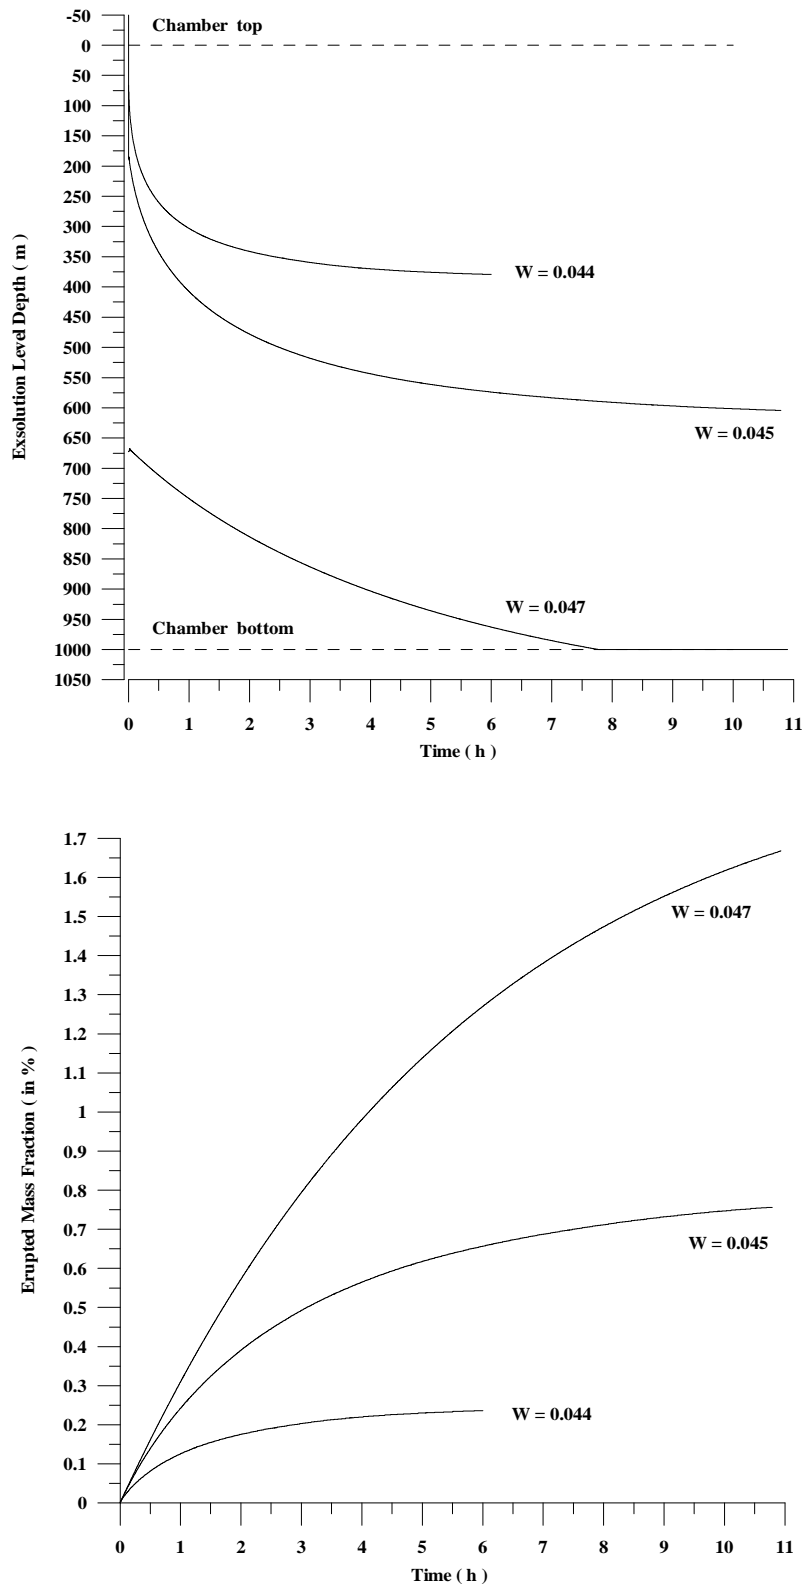 -50
Chamber top
0
50
100
150
200
250
300
350
400
450
500
550
600
650
700
750
800
850
900
950
1000
1050
Exsolution Level Depth ( m )
W = 0.044
W = 0.045
W = 0.047
Chamber bottom
0 1 2 3 4 5 6 7 8 9 10 11
Time ( h )
1.7
1.6
1.5
1.4
1.3
1.2
1.1
1
0.9
0.8
0.7
0.6
0.5
0.4
0.3
0.2
0.1
0
Erupted Mass Fraction ( in % )
W = 0.047
W = 0.045
W = 0.044
0 1 2 3 4 5 6 7 8 9 10 11
Time ( h )